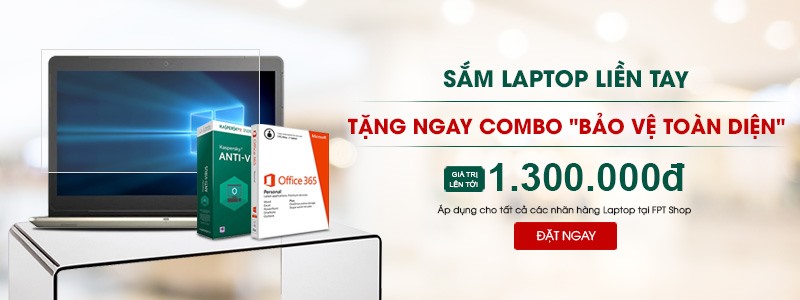 SẮM LAPTOP LIỀN TAY
TẶNG NGAY COMBO "BẢO VỆ TOÀN DIỆN"
GIÁ TRỊ
LÊN TỚI
1.300.000đ
Áp dụng cho tất cả các nhãn hàng Laptop tại FPT Shop
ĐẶT NGAY
Kaspersky
ANTI-V
Microsoft
Office 365
Personal